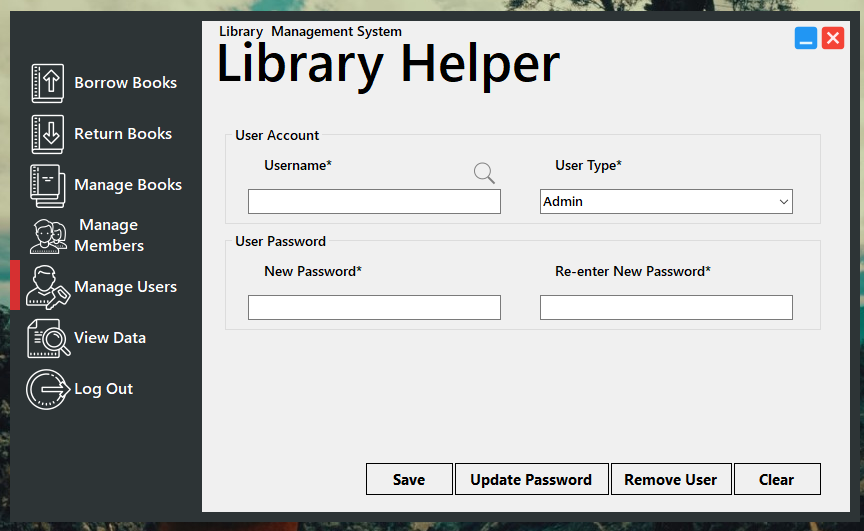 Library  Management System
Library Helper
Borrow Books
Return Books
Manage Books
Manage
Members
Manage Users
View Data
Log Out
User Account
Username*
User Type*
Admin
User Password
New Password*
Re-enter New Password*
Save
Update Password
Remove User
Clear